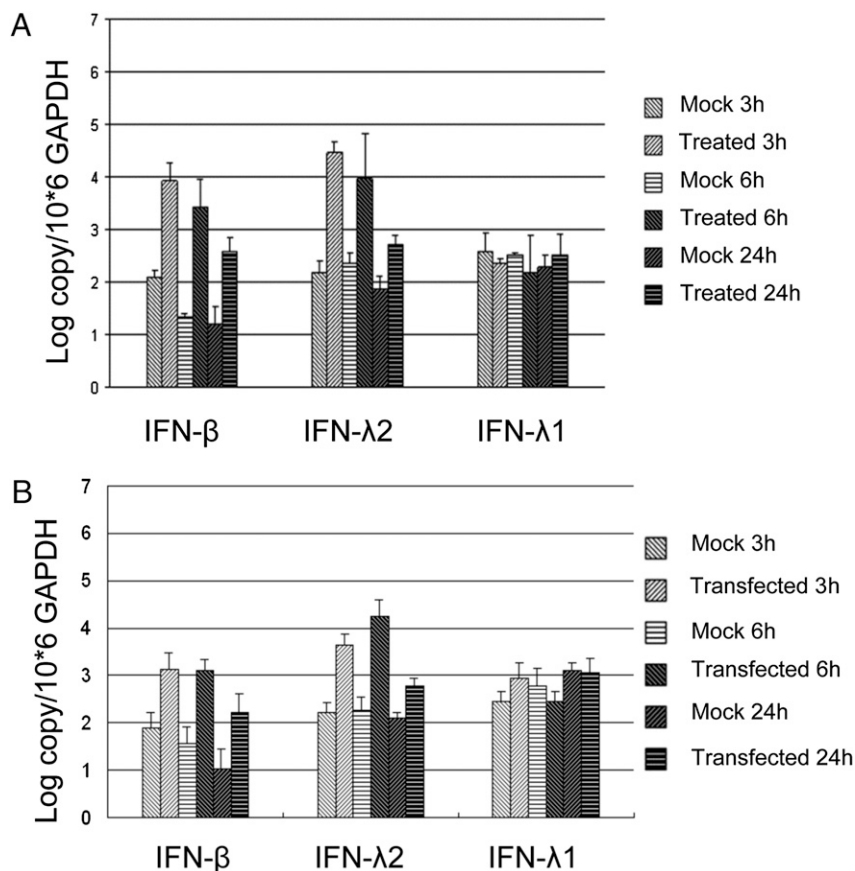 A
Log copy/10*6 GAPDH
7
6
5
4
3
2
1
0
IFN-β
IFN-λ2
IFN-λ1
Mock 3h
Treated 3h
Mock 6h
Treated 6h
Mock 24h
Treated 24h
B
Log copy/10*6 GAPDH
7
6
5
4
3
2
1
0
IFN-β
IFN-λ2
IFN-λ1
Mock 3h
Transfected 3h
Mock 6h
Transfected 6h
Mock 24h
Transfected 24h